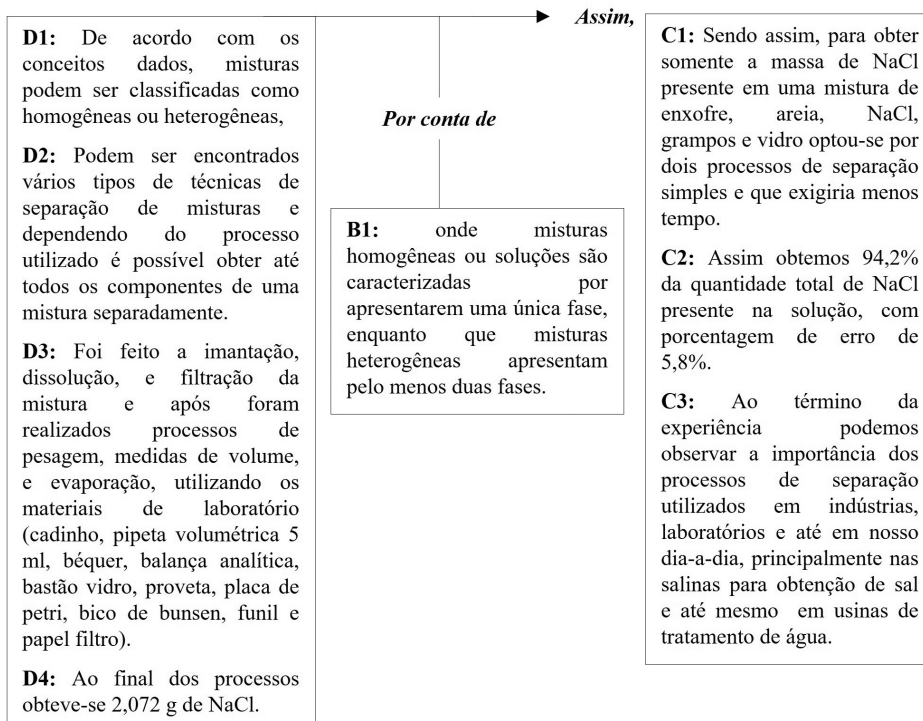 D1: De acordo com os
conceitos dados, misturas
podem ser classificadas como
homogêneas ou heterogêneas,
D2: Podem ser encontrados
vários tipos de técnicas de
separação de misturas e
dependendo do processo
utilizado é possível obter até
todos os componentes de uma
mistura separadamente.
D3: Foi feito a imantação,
dissolução, e filtração da
mistura e após foram
realizados processos de
pesagem, medidas de volume,
e evaporação, utilizando os
materiais de laboratório
(cadinho, pipeta volumétrica 5
ml, béquer, balança analítica,
bastão vidro, proveta, placa de
petri, bico de bunsen, funil e
papel filtro).
D4: Ao final dos processos
obteve-se 2,072 g de NaCl.
Por conta de
B1: onde misturas
homogêneas ou soluções são
caracterizadas por
apresentarem uma única fase,
enquanto que misturas
heterogêneas apresentam
pelo menos duas fases.
Assim,
C1: Sendo assim, para obter
somente a massa de NaCl
presente em uma mistura de
enxofre, areia, NaCl,
grampos e vidro optou-se por
dois processos de separação
simples e que exigiria menos
tempo.
C2: Assim obtemos 94,2%
da quantidade total de NaCl
presente na solução, com
porcentagem de erro de
5,8%.
C3: Ao término da
experiência podemos
observar a importância dos
processos de separação
utilizados em indústrias,
laboratórios e até em nosso
dia-a-dia, principalmente nas
salinas para obtenção de sal
e até mesmo em usinas de
tratamento de água.